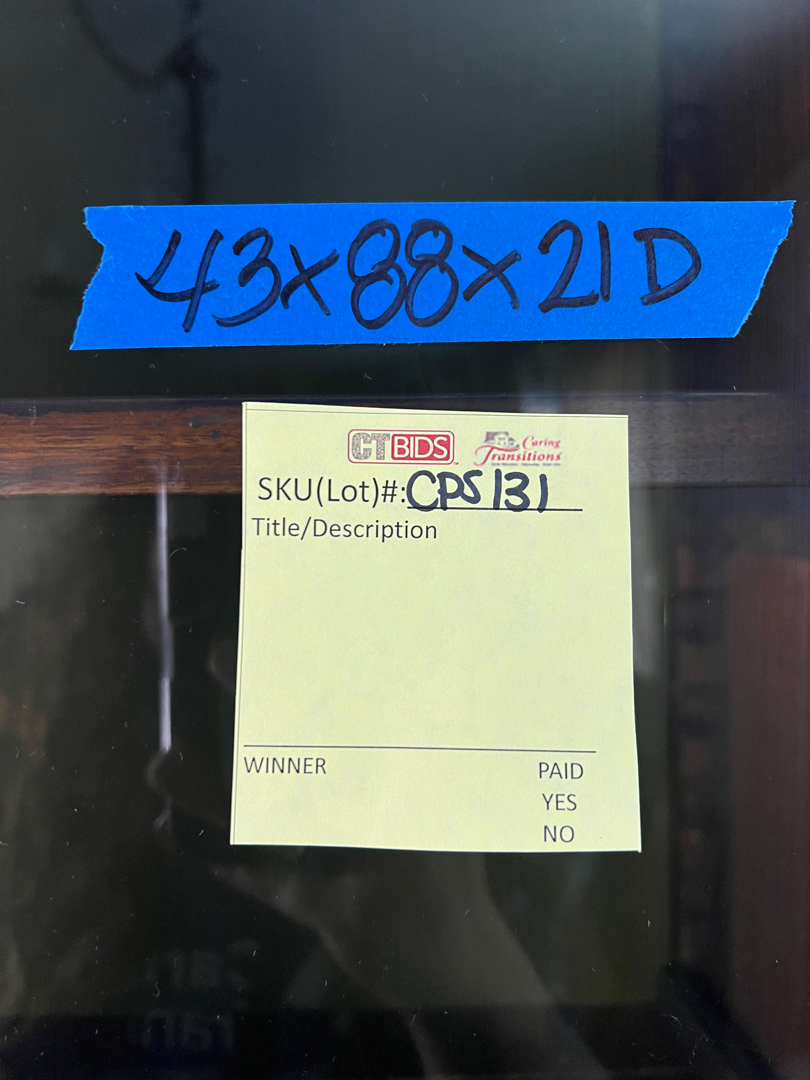 43x88x21D
CTBIDS Caring
Transitions
SKU(Lot)#:CPS131
Title/Description
WINNER PAID
YES
NO